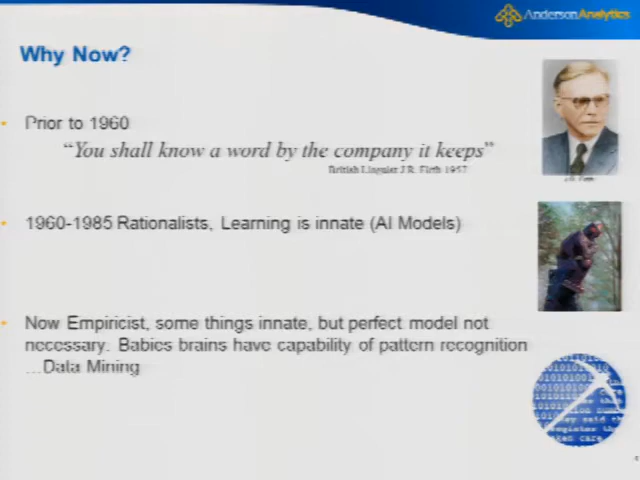 AndersonAnalytics
Why Now?
Prior to 1960
“You shall know a word by the company it keeps”
British Linguist J.R. Firth 1957
J.R. Firth
1960-1985 Rationalists, Learning is innate (AI Models)
Now Empiricist, some things innate, but perfect model not
necessary. Babies brains have capability of pattern recognition
…Data Mining